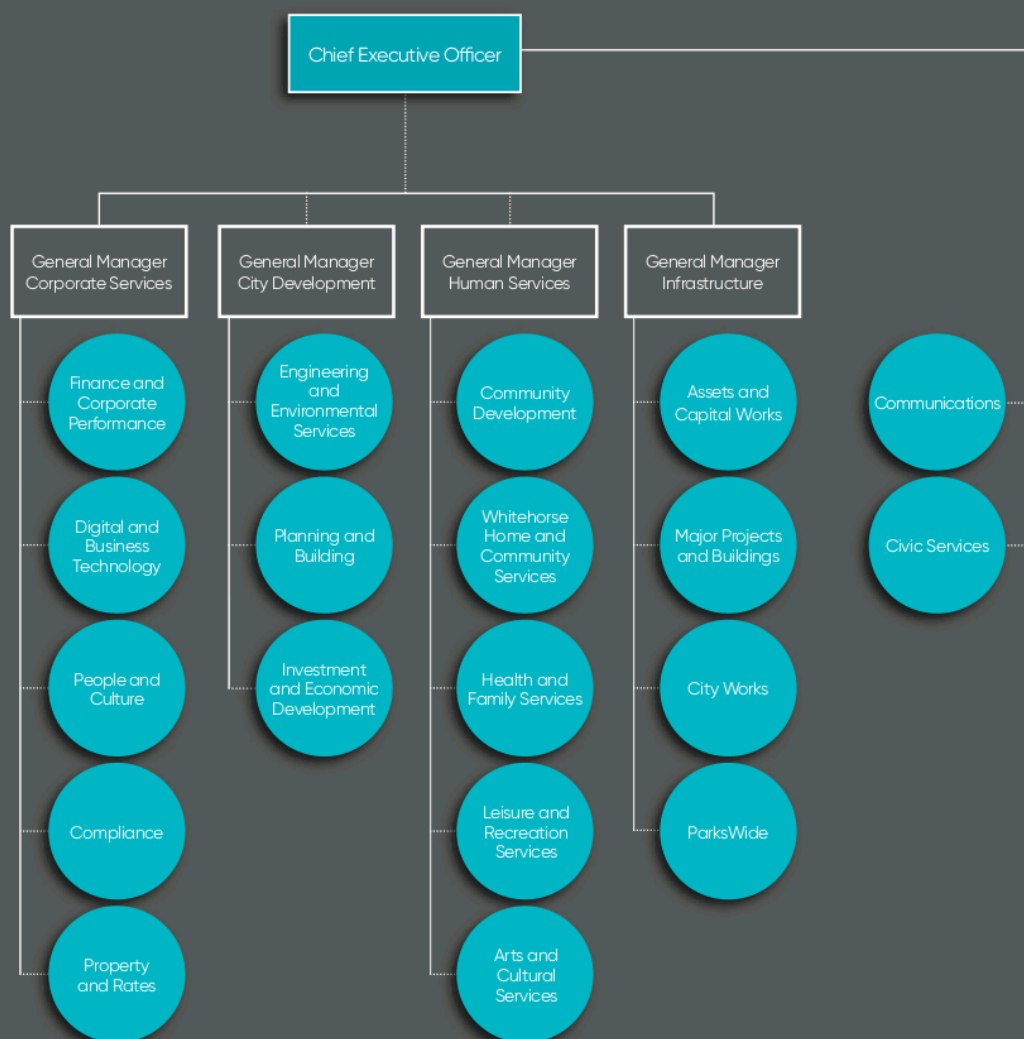 Chief Executive Officer
General Manager
Corporate Services
General Manager
City Development
General Manager
Human Services
General Manager
Infrastructure
Finance and
Corporate
Performance
Digital and
Business
Technology
People and
Culture
Compliance
Property
and Rates
Engineering
and
Environmental
Services
Planning and
Building
Investment
and Economic
Development
Community
Development
Whitehorse
Home and
Community
Services
Health and
Family Services
Leisure and
Recreation
Services
Arts and
Cultural
Services
Assets and
Capital Works
Major Projects
and Buildings
City Works
ParksWide
Communications
Civic Services